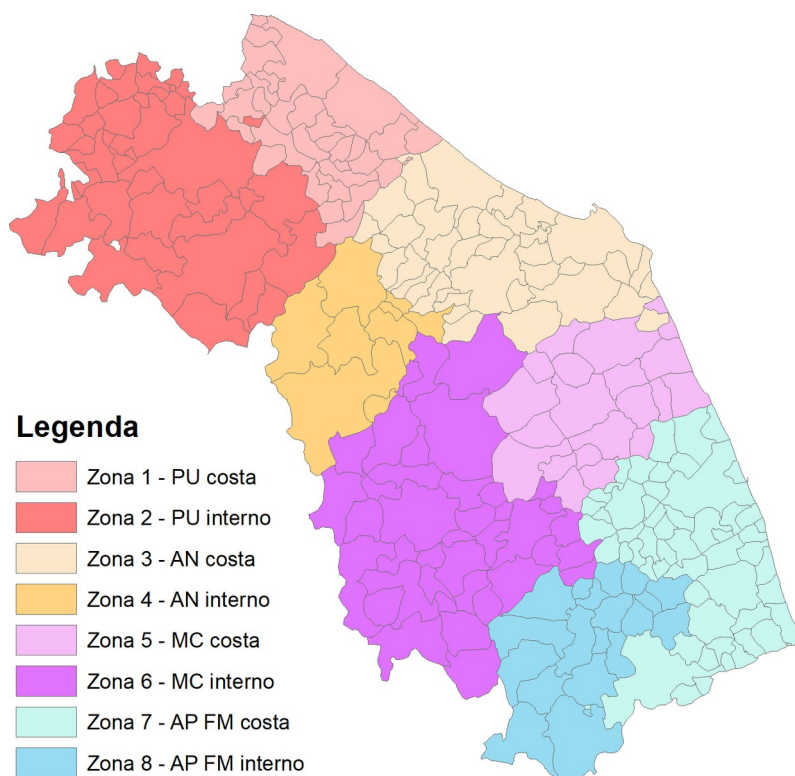 Legenda
Zona 1 - PU costa
Zona 2 - PU interno
Zona 3 - AN costa
Zona 4 - AN interno
Zona 5 - MC costa
Zona 6 - MC interno
Zona 7 - AP FM costa
Zona 8 - AP FM interno